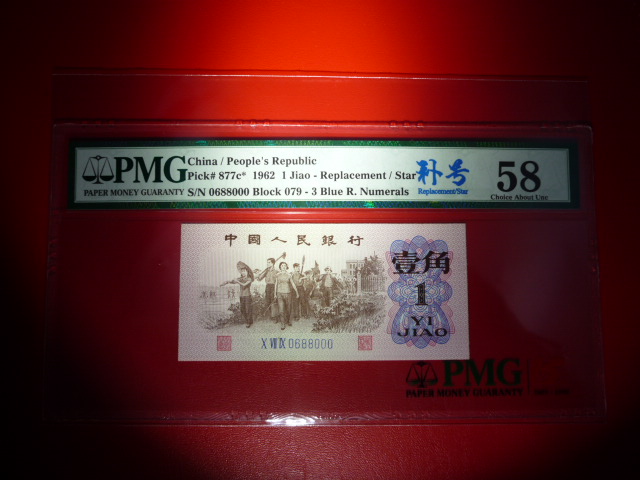 PMG
PAPER MONEY GUARANTY
China / People's Republic
Pick# 877c* 1962 1 Jiao - Replacement / Star
S/N 0688000 Block 079 - 3 Blue R. Numerals
补号
Replacement/Star
58
Choice About Unc
中國人民銀行
壹角
1
YI
JIAO
X VII IX 0688000
PMG
PAPER MONEY GUARANTY